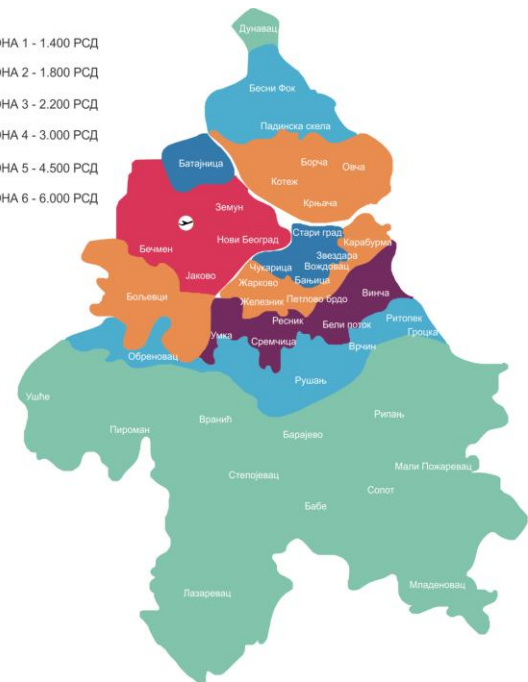 Дунавац
ОНА 1 - 1.400 РСД
ОНА 2 - 1.800 РСД
ОНА 3 - 2.200 РСД
ОНА 4 - 3.000 РСД
ОНА 5 - 4.500 РСД
ОНА 6 - 6.000 РСД
Бесни Фок
Падинска скела
Батајница
Борча
Овча
Котеж
Крњача
Земун
Нови Београд
Бечмен
Јаково
Стари град
Карабурма
Звездара
Вождовац
Чукарица
Бањица
Жарково
Железник
Петлово брдо
Винча
Бољевци
Ресник
Умка
Сремчица
Бели поток
Ритопек
Гроцка
Врчин
Обреновац
Рушањ
Ушће
Пироман
Вранић
Барајево
Рипањ
Степојевац
Мали Пожаревац
Сопот
Бабе
Лазаревац
Младеновац